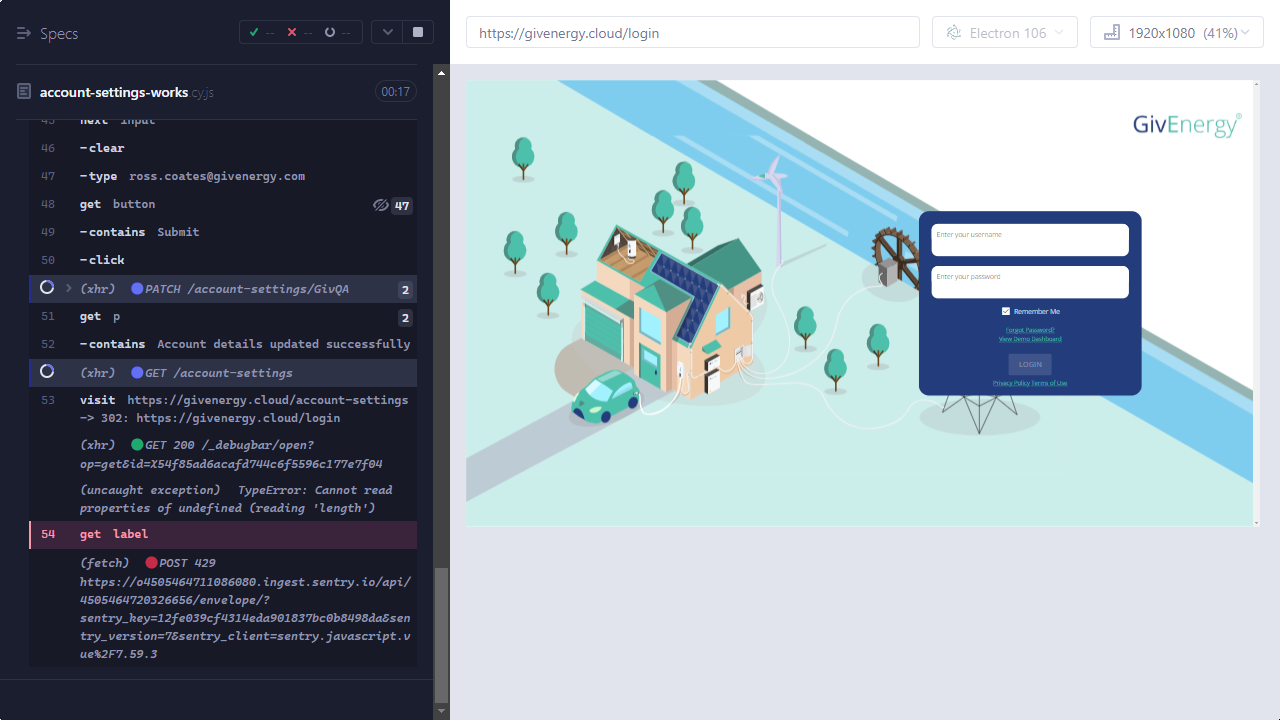 Specs
-- -- --
https://givenergy.cloud/login
Electron 106
1920x1080 (41%)
account-settings-works.cy.js
00:17
45 next input
46 -clear
47 -type ross.coates@givenergy.com
48 get button 47
49 -contains Submit
50 -click
(xhr) PATCH /account-settings/GivQA 2
51 get p 2
52 -contains Account details updated successfully
(xhr) GET /account-settings
53 visit https://givenergy.cloud/account-settings
-> 302: https://givenergy.cloud/login
(xhr) GET 200 /_debugbar/open?
op=get&id=X54f85ad6acafd744c6f5596c177e7f04
(uncaught exception) TypeError: Cannot read
properties of undefined (reading 'length')
54 get label
(fetch) POST 429
https://o4505464711086080.ingest.sentry.io/api/
4505464720326656/envelope/?
sentry_key=12fe039cf4314eda901837bc0b8498da&sen
try_version=7&sentry_client=sentry.javascript.v
ue%2F7.59.3
GivEnergy®
Enter your username
Enter your password
Remember Me
Forgot Password?
View Demo Dashboard
LOGIN
Privacy Policy Terms of Use